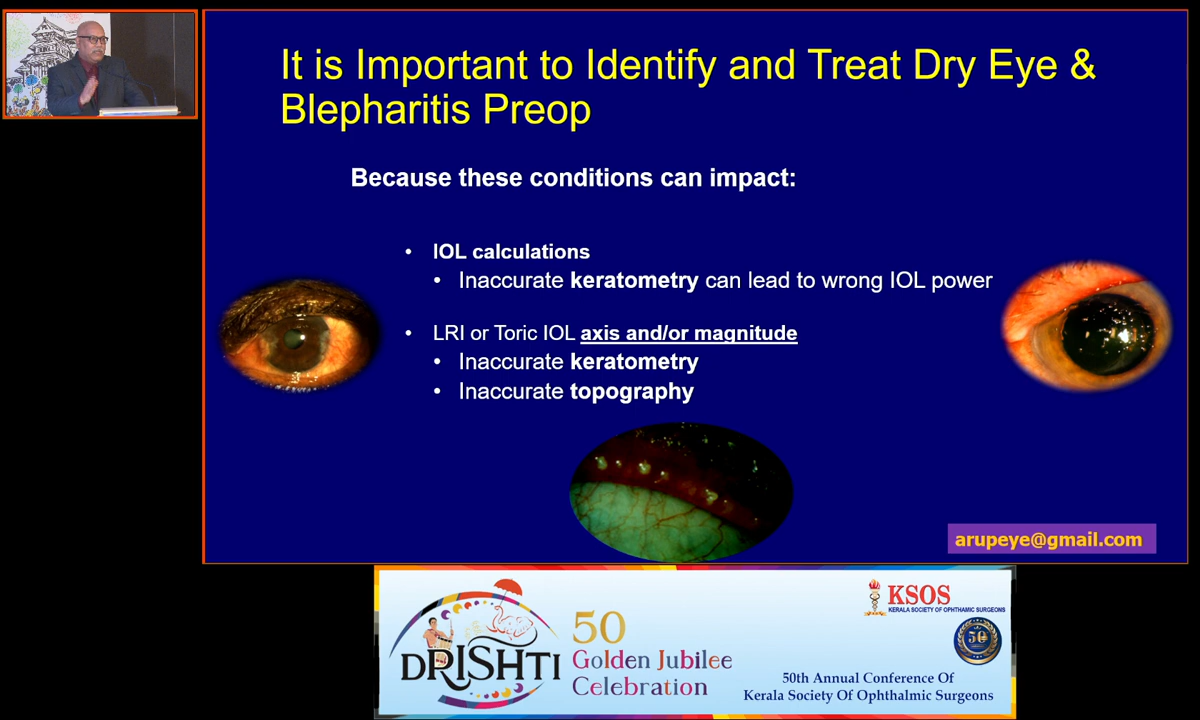 It is Important to Identify and Treat Dry Eye &
Blepharitis Preop
Because these conditions can impact:
• IOL calculations
• Inaccurate keratometry can lead to wrong IOL power
• LRI or Toric IOL axis and/or magnitude
• Inaccurate keratometry
• Inaccurate topography
arupeye@gmail.com
DRISHTI
50
Golden Jubilee
Celebration
KSOS
KERALA SOCIETY OF OPHTHAMIC SURGEONS
50
50th Annual Conference Of
Kerala Society Of Ophthalmic Surgeons